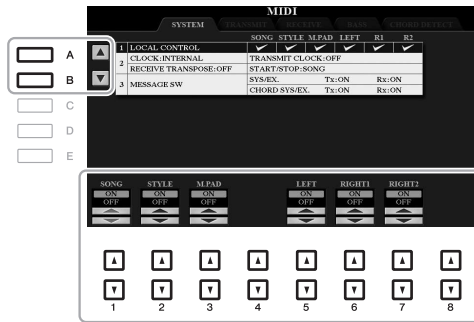 MIDI
SYSTEM TRANSMIT RECEIVE BASS CHORD DETECT
SONG STYLE M.PAD LEFT R1 R2
A
1 LOCAL CONTROL
2 CLOCK:INTERNAL TRANSMIT CLOCK:OFF
B
RECEIVE TRANSPOSE:OFF START/STOP:SONG
3 MESSAGE SW SYS/EX. Tx:ON Rx:ON
CHORD SYS/EX. Tx:ON Rx:ON
C
D
E
SONG STYLE M.PAD LEFT RIGHT1 RIGHT2
ON ON ON ON ON ON
OFF OFF OFF OFF OFF OFF
1 2 3 4 5 6 7 8